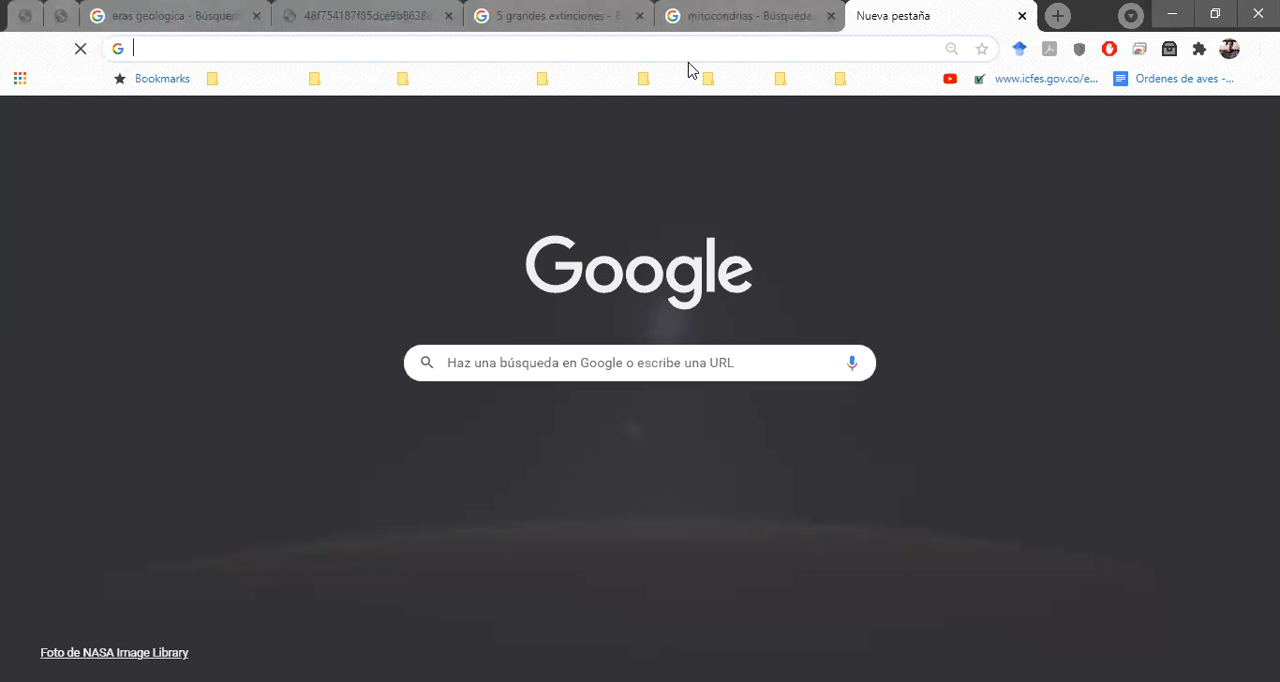 eras geologica - Búsque
48f754187f85dce9b8638
5 grandes extinciones - B
mitocondrias - Búsqueda
Nueva pestaña
Bookmarks
www.icfes.gov.co/e...
Ordenes de aves -...
Google
Haz una búsqueda en Google o escribe una URL
Foto de NASA Image Library